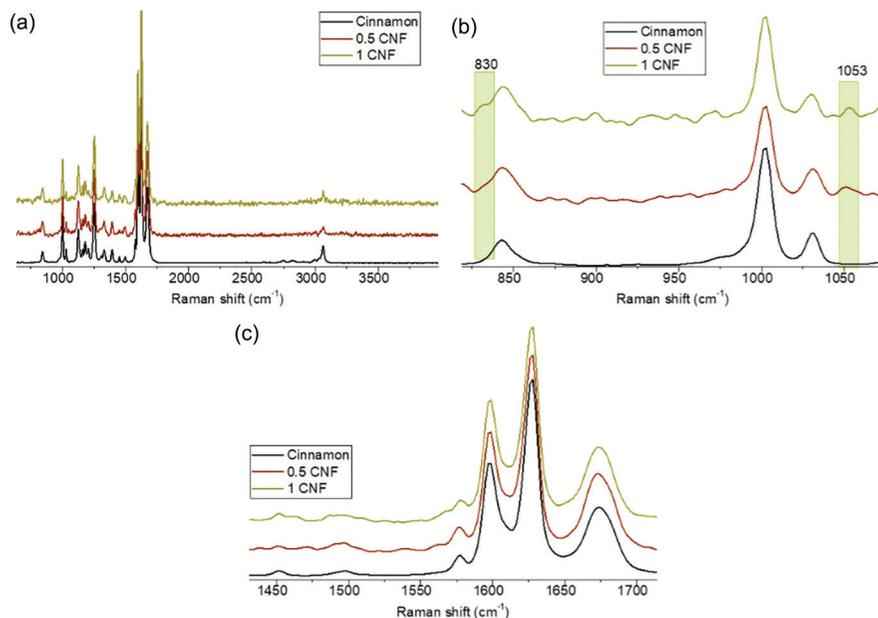 (a)
Cinnamon
0.5 CNF
1 CNF
1000 1500 2000 2500 3000 3500
Raman shift (cm⁻¹)
(b)
Cinnamon
0.5 CNF
1 CNF
830
1053
850 900 950 1000 1050
Raman shift (cm⁻¹)
(c)
Cinnamon
0.5 CNF
1 CNF
1450 1500 1550 1600 1650 1700
Raman shift (cm⁻¹)